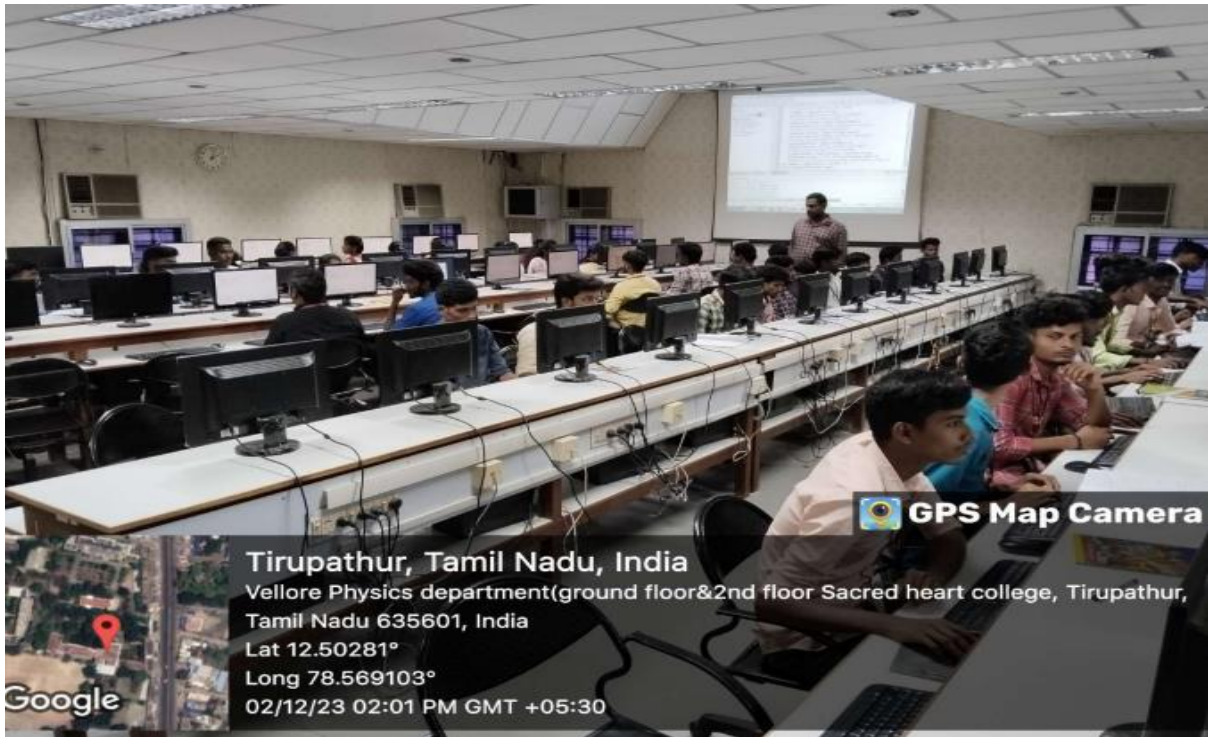 GPS Map Camera
Tirupathur, Tamil Nadu, India
Vellore Physics department(ground floor&2nd floor Sacred heart college, Tirupathur,
Tamil Nadu 635601, India
Lat 12.50281°
Long 78.569103°
02/12/23 02:01 PM GMT +05:30
Google